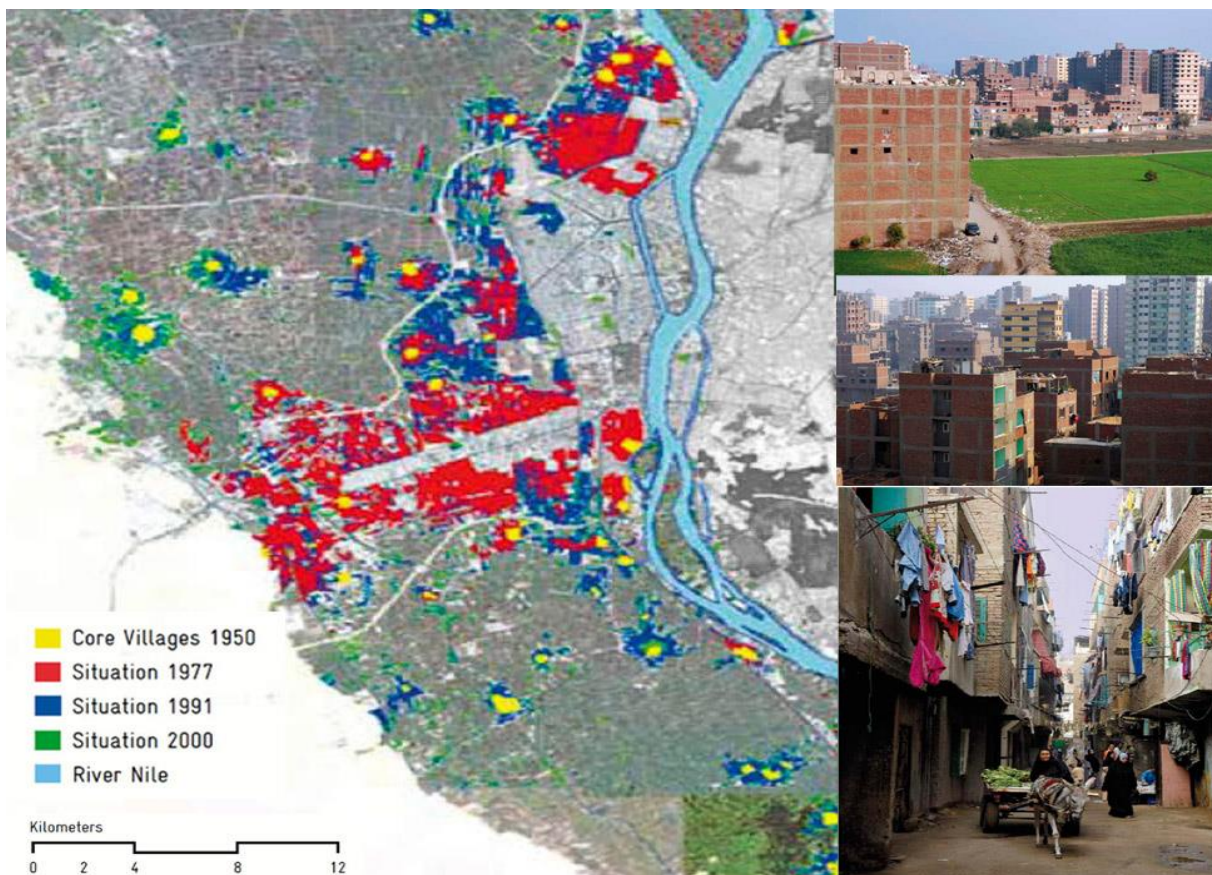 Core Villages 1950
Situation 1977
Situation 1991
Situation 2000
River Nile
Kilometers
0 2 4 8 12